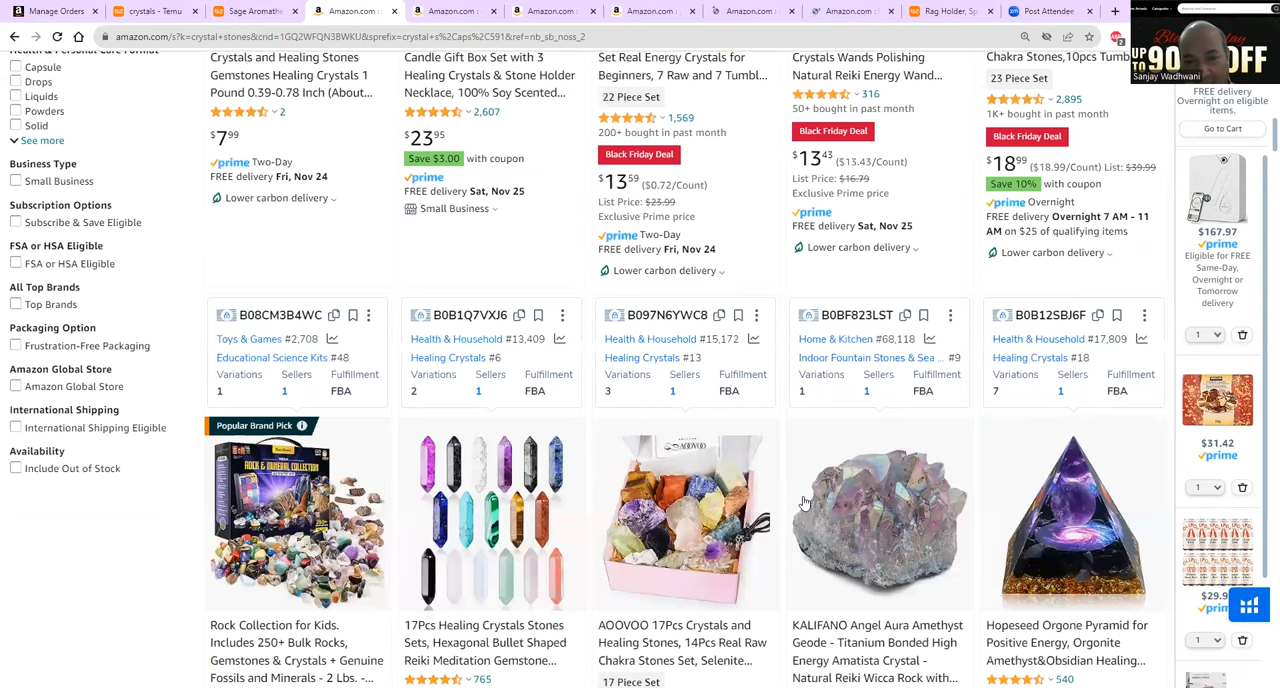 Manage Orders
crystals - Temu
Sage Aromathe
Amazon.com :
Amazon.com :
Amazon.com :
Amazon.com :
Amazon.com :
Amazon.com :
Rag Holder, Sp
Post Attendee
amazon.com/s?k=crystal+stones&crid=1GQ2WFQN3BWKU&sprefix=crystal+s%2Caps%2C591&ref=nb_sb_noss_2
UP TO 90% OFF
Sanjay Wadhwani
Health & Personal Care Format
Capsule
Drops
Liquids
Powders
Solid
See more
Business Type
Small Business
Subscription Options
Subscribe & Save Eligible
FSA or HSA Eligible
FSA or HSA Eligible
All Top Brands
Top Brands
Packaging Option
Frustration-Free Packaging
Amazon Global Store
Amazon Global Store
International Shipping
International Shipping Eligible
Availability
Include Out of Stock
Crystals and Healing Stones
Gemstones Healing Crystals 1
Pound 0.39-0.78 Inch (About...
2
$7.99
prime Two-Day
FREE delivery Fri, Nov 24
Lower carbon delivery
Candle Gift Box Set with 3
Healing Crystals & Stone Holder
Necklace, 100% Soy Scented...
2,607
$23.95
Save $3.00 with coupon
prime
FREE delivery Sat, Nov 25
Small Business
Set Real Energy Crystals for
Beginners, 7 Raw and 7 Tumbl...
22 Piece Set
1,569
200+ bought in past month
Black Friday Deal
$13.59 ($0.72/Count)
List Price: $23.99
Exclusive Prime price
prime Two-Day
FREE delivery Fri, Nov 24
Lower carbon delivery
Crystals Wands Polishing
Natural Reiki Energy Wand...
316
50+ bought in past month
Black Friday Deal
$13.43 ($13.43/Count)
List Price: $16.79
Exclusive Prime price
prime
FREE delivery Sat, Nov 25
Lower carbon delivery
Chakra Stones,10pcs Tumb
23 Piece Set
2,895
1K+ bought in past month
Black Friday Deal
$18.99 ($18.99/Count) List: $39.99
Save 10% with coupon
prime Overnight
FREE delivery Overnight 7 AM - 11
AM on $25 of qualifying items
Lower carbon delivery
B08CM3B4WC
Toys & Games #2,708
Educational Science Kits #48
Variations Sellers Fulfillment
1 1 FBA
B0B1Q7VXJ6
Health & Household #13,409
Healing Crystals #6
Variations Sellers Fulfillment
2 1 FBA
B097N6YWC8
Health & Household #15,172
Healing Crystals #13
Variations Sellers Fulfillment
3 1 FBA
B0BF823LST
Home & Kitchen #68,118
Indoor Fountain Stones & Sea ... #9
Variations Sellers Fulfillment
1 1 FBA
B0B12SBJ6F
Health & Household #17,809
Healing Crystals #18
Variations Sellers Fulfillment
7 1 FBA
Popular Brand Pick
ROCK & MINERAL COLLECTION
Rock Collection for Kids.
Includes 250+ Bulk Rocks,
Gemstones & Crystals + Genuine
Fossils and Minerals - 2 Lbs. -
17Pcs Healing Crystals Stones
Sets, Hexagonal Bullet Shaped
Reiki Meditation Gemstone...
765
AOOVOO
AOOVOO 17Pcs Crystals and
Healing Stones, 14Pcs Real Raw
Chakra Stones Set, Selenite...
17 Piece Set
KALIFANO Angel Aura Amethyst
Geode - Titanium Bonded High
Energy Amatista Crystal -
Natural Reiki Wicca Rock with...
Hopeseed Orgone Pyramid for
Positive Energy, Orgonite
Amethyst&Obsidian Healing...
540
FREE delivery
Overnight on eligible
items.
Go to Cart
$167.97
prime
Eligible for FREE
Same-Day,
Overnight or
Tomorrow
delivery
1
$31.42
prime
1
$29.9
prim
1